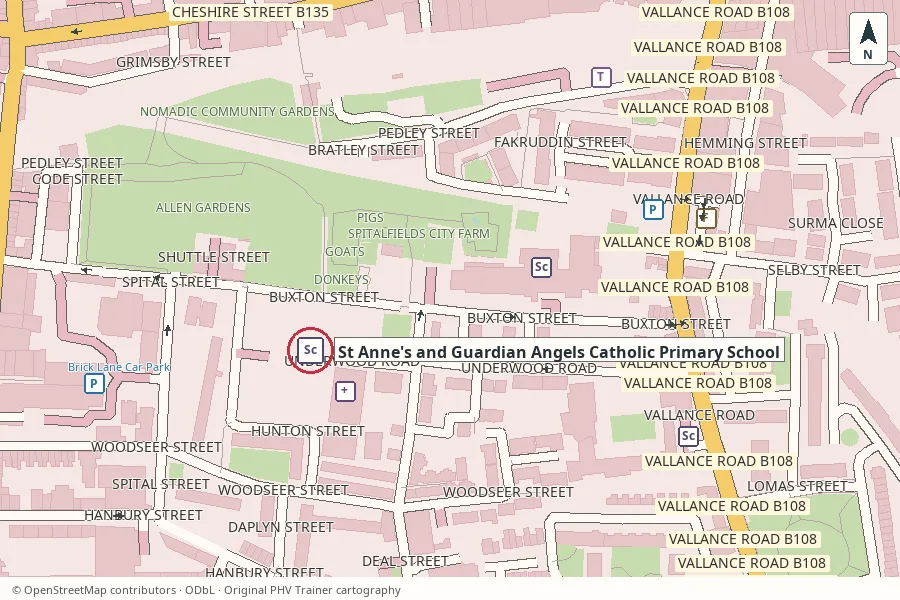 CHESHIRE STREET B135
VALLANCE ROAD B108
N
VALLANCE ROAD B108
GRIMSBY STREET
T
VALLANCE ROAD B108
NOMADIC COMMUNITY GARDENS
VALLANCE ROAD B108
PEDLEY STREET
BRATLEY STREET
FAKRUDDIN STREET
HEMMING STREET
PEDLEY STREET
VALLANCE ROAD B108
CODE STREET
VALLANCE ROAD
ALLEN GARDENS
P
PIGS
SURMA CLOSE
SPITALFIELDS CITY FARM
VALLANCE ROAD B108
GOATS
SHUTTLE STREET
Sc
SELBY STREET
SPITAL STREET
DONKEYS
VALLANCE ROAD B108
BUXTON STREET
BUXTON STREET
BUXTON STREET
Sc
St Anne's and Guardian Angels Catholic Primary School
UNDERWOOD ROAD
UNDERWOOD ROAD
VALLANCE ROAD B108
Brick Lane Car Park
P
+
VALLANCE ROAD B108
VALLANCE ROAD
HUNTON STREET
Sc
WOODSEER STREET
VALLANCE ROAD B108
SPITAL STREET
WOODSEER STREET
WOODSEER STREET
LOMAS STREET
VALLANCE ROAD B108
HANBURY STREET
DAPLYN STREET
VALLANCE ROAD B108
DEAL STREET
VALLANCE ROAD B108
HANBURY STREET
© OpenStreetMap contributors · ODbL · Original PHV Trainer cartography